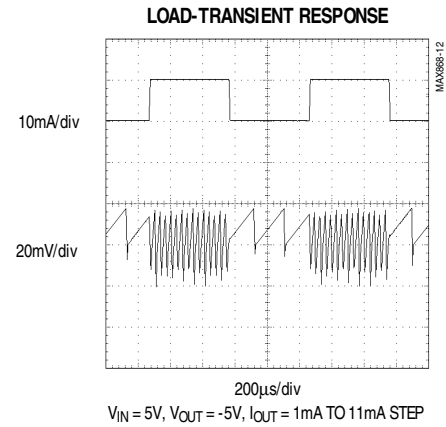 LOAD-TRANSIENT RESPONSE
MAX868-12
10mA/div
20mV/div
200µs/div
VIN = 5V, VOUT = -5V, IOUT = 1mA TO 11mA STEP